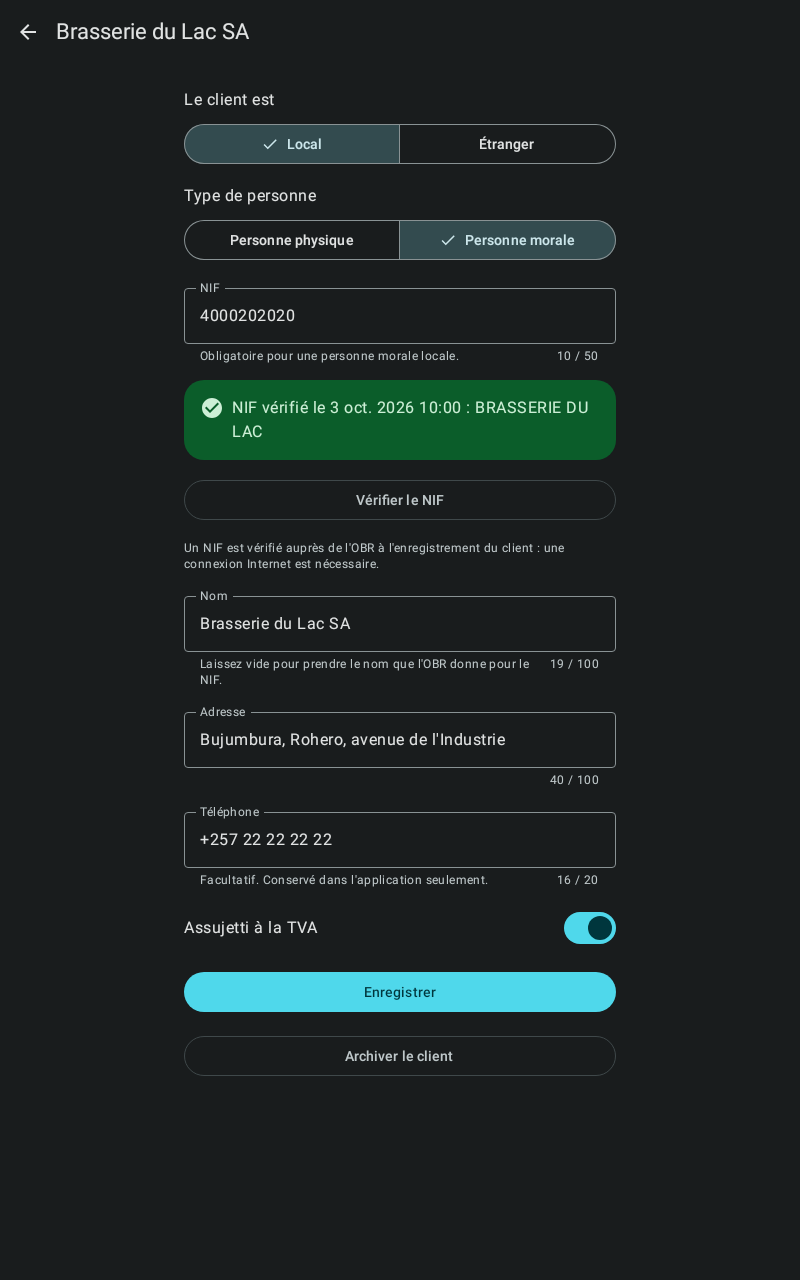 Brasserie du Lac SA
Le client est
Local
Étranger
Type de personne
Personne physique
Personne morale
NIF
4000202020
Obligatoire pour une personne morale locale.
10 / 50
NIF vérifié le 3 oct. 2026 10:00 : BRASSERIE DU
LAC
Vérifier le NIF
Un NIF est vérifié auprès de l'OBR à l'enregistrement du client : une
connexion Internet est nécessaire.
Nom
Brasserie du Lac SA
Laissez vide pour prendre le nom que l'OBR donne pour le
NIF.
19 / 100
Adresse
Bujumbura, Rohero, avenue de l'Industrie
40 / 100
Téléphone
+257 22 22 22 22
Facultatif. Conservé dans l'application seulement.
16 / 20
Assujetti à la TVA
Enregistrer
Archiver le client